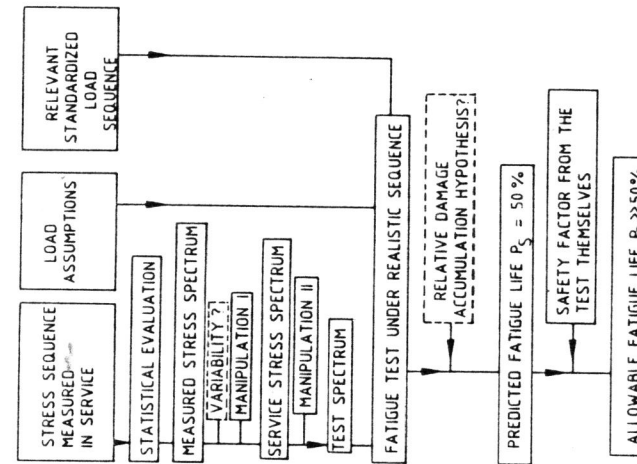 STRESS SEQUENCE
MEASURED
IN SERVICE
LOAD
ASSUMPTIONS
RELEVANT
STANDARDIZED
LOAD
SEQUENCE
STATISTICAL EVALUATION
MEASURED STRESS SPECTRUM
VARIABILITY ?
MANIPULATION I
SERVICE STRESS SPECTRUM
MANIPULATION II
TEST SPECTRUM
FATIGUE TEST UNDER REALISTIC SEQUENCE
RELATIVE DAMAGE
ACCUMULATION HYPOTHESIS?
PREDICTED FATIGUE LIFE PS = 50 %
SAFETY FACTOR FROM THE
TEST THEMSELVES
ALLOWABLE FATIGUE LIFE P >>50%